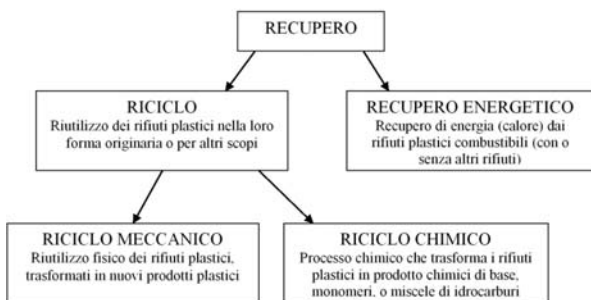 RECUPERO
RICICLO
Riutilizzo dei rifiuti plastici nella loro
forma originaria o per altri scopi
RECUPERO ENERGETICO
Recupero di energia (calore) dai
rifiuti plastici combustibili (con o
senza altri rifiuti)
RICICLO MECCANICO
Riutilizzo fisico dei rifiuti plastici,
trasformati in nuovi prodotti plastici
RICICLO CHIMICO
Processo chimico che trasforma i rifiuti
plastici in prodotto chimici di base,
monomeri, o miscele di idrocarburi